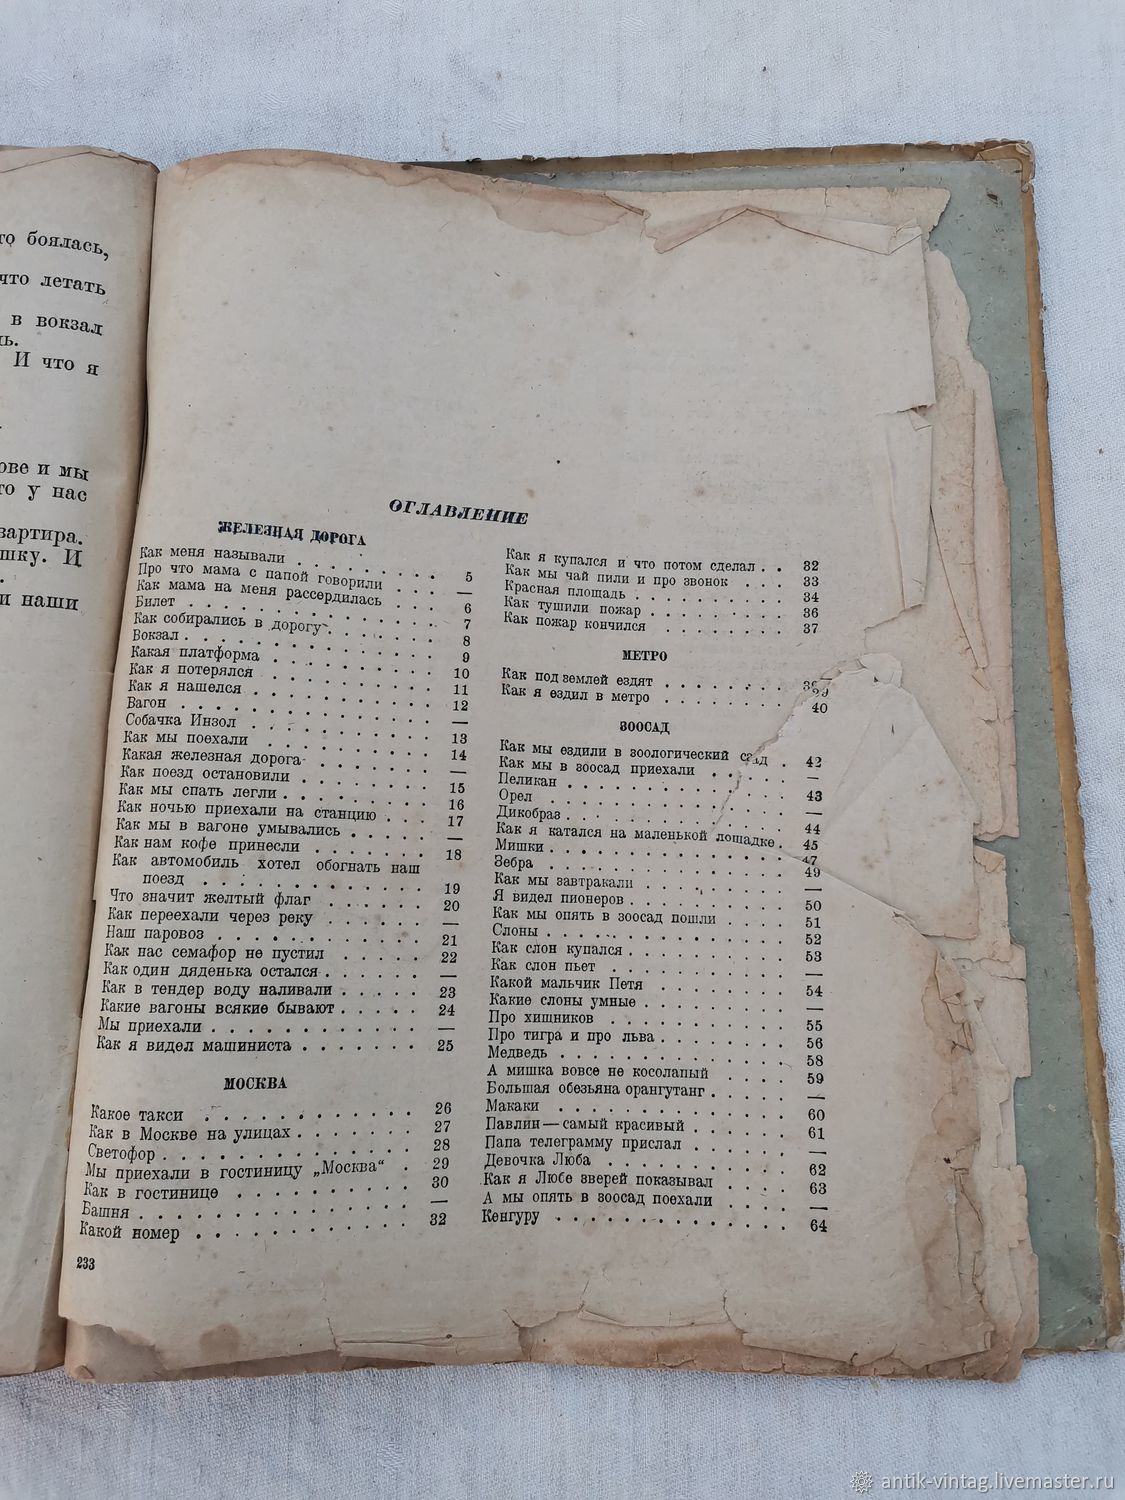 то боялась,
что летать
в вокзал
И что я
ове и мы
то у нас
вартира.
шку. И
и наши
ОГЛАВЛЕНИЕ
ЖЕЛЕЗНАЯ ДОРОГА
Как меня называли . . . . . . . . . 5
Про что мама с папой говорили . . . —
Как мама на меня рассердилась . . . 6
Билет . . . . . . . . . . . . . 7
Как собирались в дорогу . . . . . . 8
Вокзал . . . . . . . . . . . . . 9
Какая платформа . . . . . . . . . 10
Как я потерялся . . . . . . . . . 11
Как я нашелся . . . . . . . . . . 12
Вагон . . . . . . . . . . . . . —
Собачка Инзол . . . . . . . . . . 13
Как мы поехали . . . . . . . . . 14
Какая железная дорога . . . . . . . —
Как поезд остановили . . . . . . . 15
Как мы спать легли . . . . . . . . 16
Как ночью приехали на станцию . . . 17
Как мы в вагоне умывались . . . . . —
Как нам кофе принесли . . . . . . . 18
Как автомобиль хотел обогнать наш
поезд . . . . . . . . . . . . 19
Что значит желтый флаг . . . . . . 20
Как переехали через реку . . . . . —
Наш паровоз . . . . . . . . . . . 21
Как нас семафор не пустил . . . . . 22
Как один дяденька остался . . . . . —
Как в тендер воду наливали . . . . . 23
Какие вагоны всякие бывают . . . . . 24
Мы приехали . . . . . . . . . . . —
Как я видел машиниста . . . . . . . 25
МОСКВА
Какое такси . . . . . . . . . . . 26
Как в Москве на улицах . . . . . . . 27
Светофор . . . . . . . . . . . . 28
Мы приехали в гостиницу „Москва“ . 29
Как в гостинице . . . . . . . . . 30
Башня . . . . . . . . . . . . . —
Какой номер . . . . . . . . . . . 32
233
Как я купался и что потом сделал . . 32
Как мы чай пили и про звонок . . . 33
Красная площадь . . . . . . . . . 34
Как тушили пожар . . . . . . . . 36
Как пожар кончился . . . . . . . . 37
МЕТРО
Как под землей ездят . . . . . . . 39
Как я ездил в метро . . . . . . . . 40
ЗООСАД
Как мы ездили в зоологический сад . 42
Как мы в зоосад приехали . . . . . —
Пеликан . . . . . . . . . . . . 43
Орел . . . . . . . . . . . . . —
Дикобраз . . . . . . . . . . . . 44
Как я катался на маленькой лошадке . 45
Мишки . . . . . . . . . . . . . 47
Зебра . . . . . . . . . . . . . 49
Как мы завтракали . . . . . . . . —
Я видел пионеров . . . . . . . . . 50
Как мы опять в зоосад пошли . . . . 51
Слоны . . . . . . . . . . . . . 52
Как слон купался . . . . . . . . . 53
Как слон пьет . . . . . . . . . . —
Какой мальчик Петя . . . . . . . . 54
Какие слоны умные . . . . . . . . —
Про хищников . . . . . . . . . . 55
Про тигра и про льва . . . . . . . 56
Медведь . . . . . . . . . . . . 58
А мишка вовсе не косолапый . . . . 59
Большая обезьяна орангутанг . . . . —
Макаки . . . . . . . . . . . . 60
Павлин — самый красивый . . . . . 61
Папа телеграмму прислал . . . . . —
Девочка Люба . . . . . . . . . . 62
Как я Любе зверей показывал . . . . 63
А мы опять в зоосад поехали . . . . —
Кенгуру . . . . . . . . . . . . 64
antik-vintag.livemaster.ru